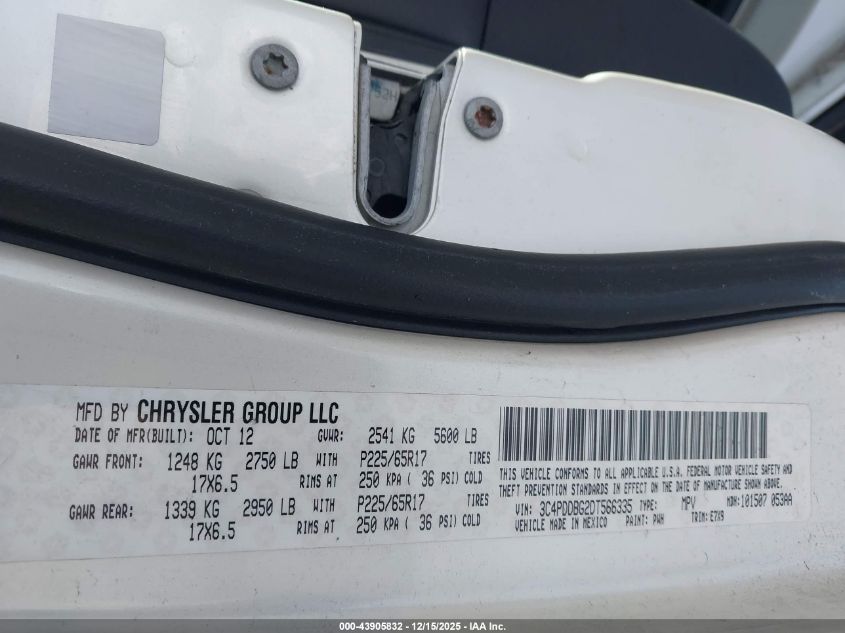 MFD BY CHRYSLER GROUP LLC
DATE OF MFR(BUILT): OCT 12 GVWR: 2541 KG 5600 LB
GAWR FRONT: 1248 KG 2750 LB WITH P225/65R17 TIRES
17X6.5 RIMS AT 250 KPA ( 36 PSI) COLD
GAWR REAR: 1339 KG 2950 LB WITH P225/65R17 TIRES
17X6.5 RIMS AT 250 KPA ( 36 PSI) COLD
THIS VEHICLE CONFORMS TO ALL APPLICABLE U.S.A. FEDERAL MOTOR VEHICLE SAFETY AND
THEFT PREVENTION STANDARDS IN EFFECT ON THE DATE OF MANUFACTURE SHOWN ABOVE.
VIN: 3C4PDDBG2DT566335 TYPE: MPV MDH:101507 053AA
VEHICLE MADE IN MEXICO PAINT: PWH TRIM: E7X9
000-43905832 - 12/15/2025 - IAA Inc.